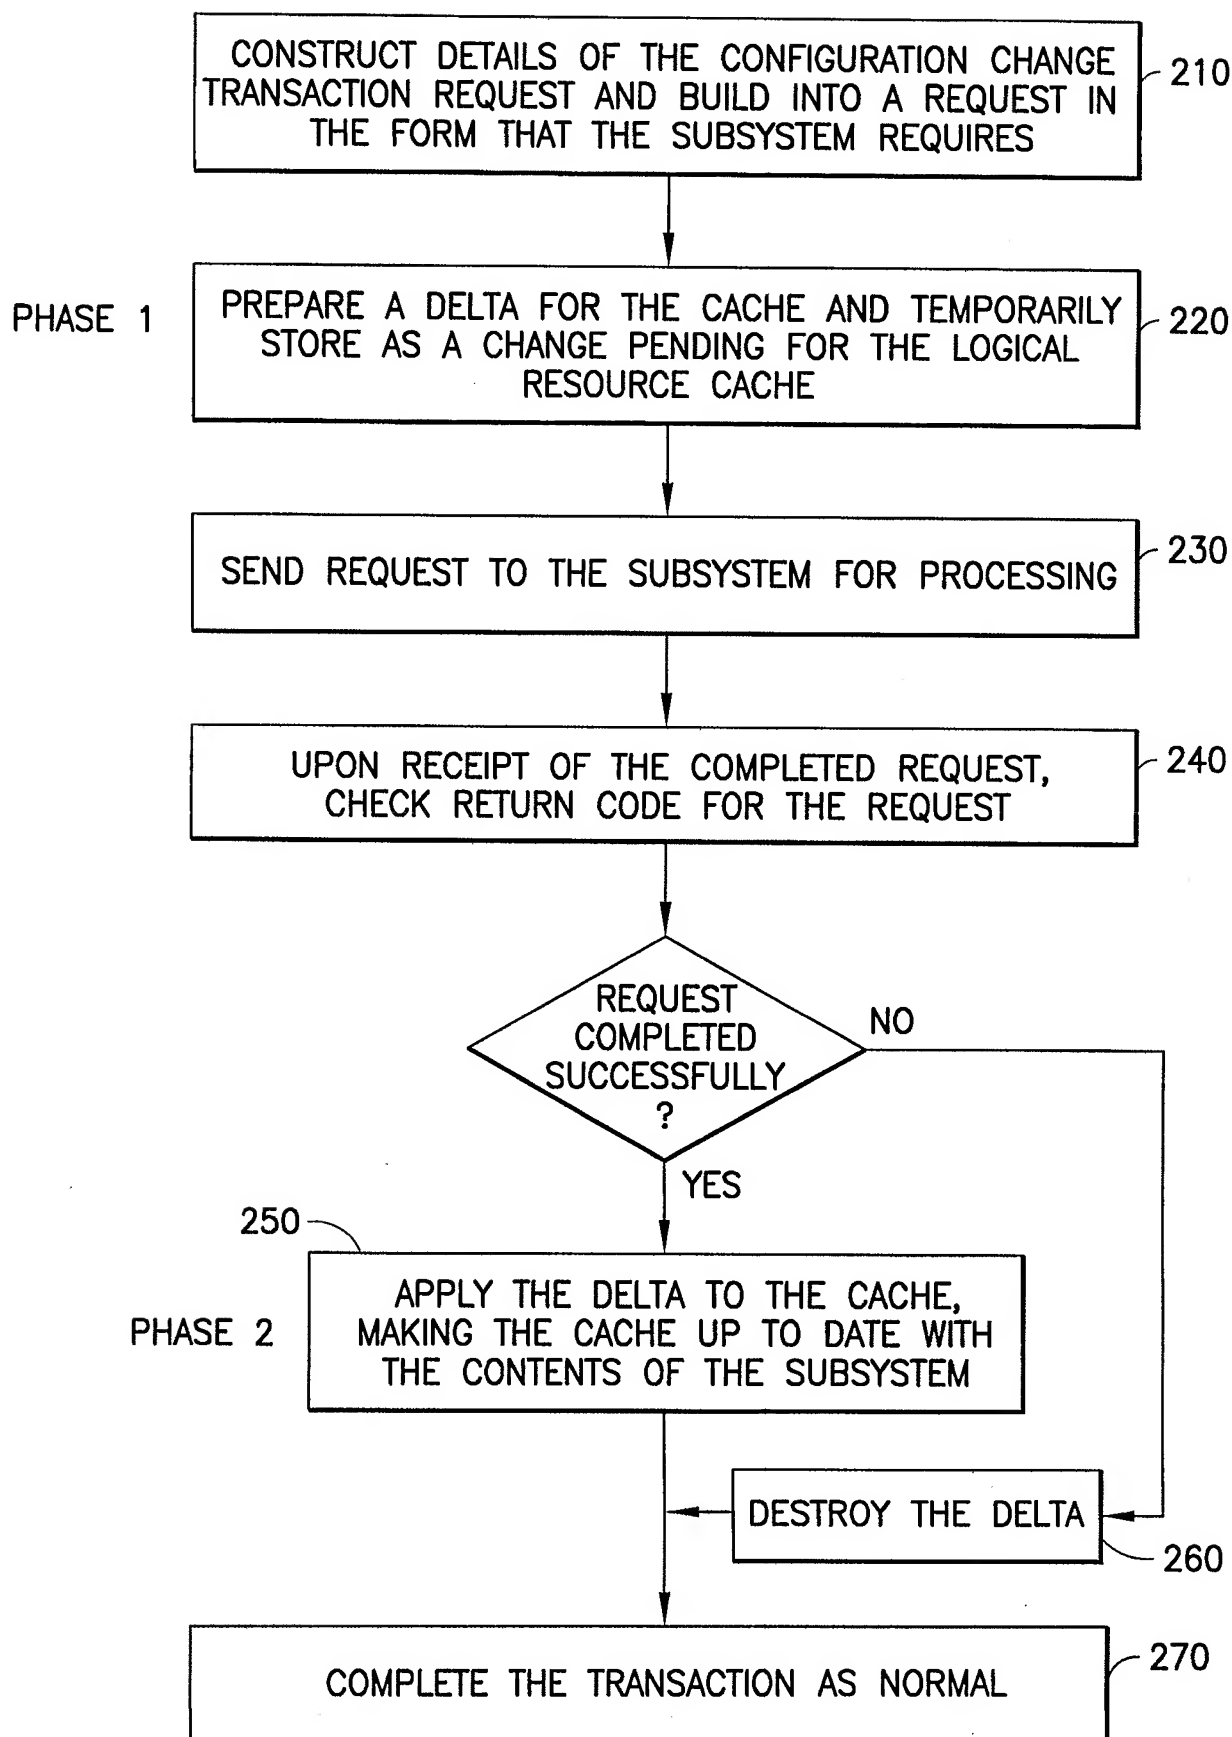 CONSTRUCT DETAILS OF THE CONFIGURATION CHANGE
TRANSACTION REQUEST AND BUILD INTO A REQUEST IN
THE FORM THAT THE SUBSYSTEM REQUIRES
210
PHASE 1
PREPARE A DELTA FOR THE CACHE AND TEMPORARILY
STORE AS A CHANGE PENDING FOR THE LOGICAL
RESOURCE CACHE
220
SEND REQUEST TO THE SUBSYSTEM FOR PROCESSING
230
UPON RECEIPT OF THE COMPLETED REQUEST,
CHECK RETURN CODE FOR THE REQUEST
240
REQUEST
COMPLETED
SUCCESSFULLY
?
NO
YES
250
PHASE 2
APPLY THE DELTA TO THE CACHE,
MAKING THE CACHE UP TO DATE WITH
THE CONTENTS OF THE SUBSYSTEM
DESTROY THE DELTA
260
COMPLETE THE TRANSACTION AS NORMAL
270